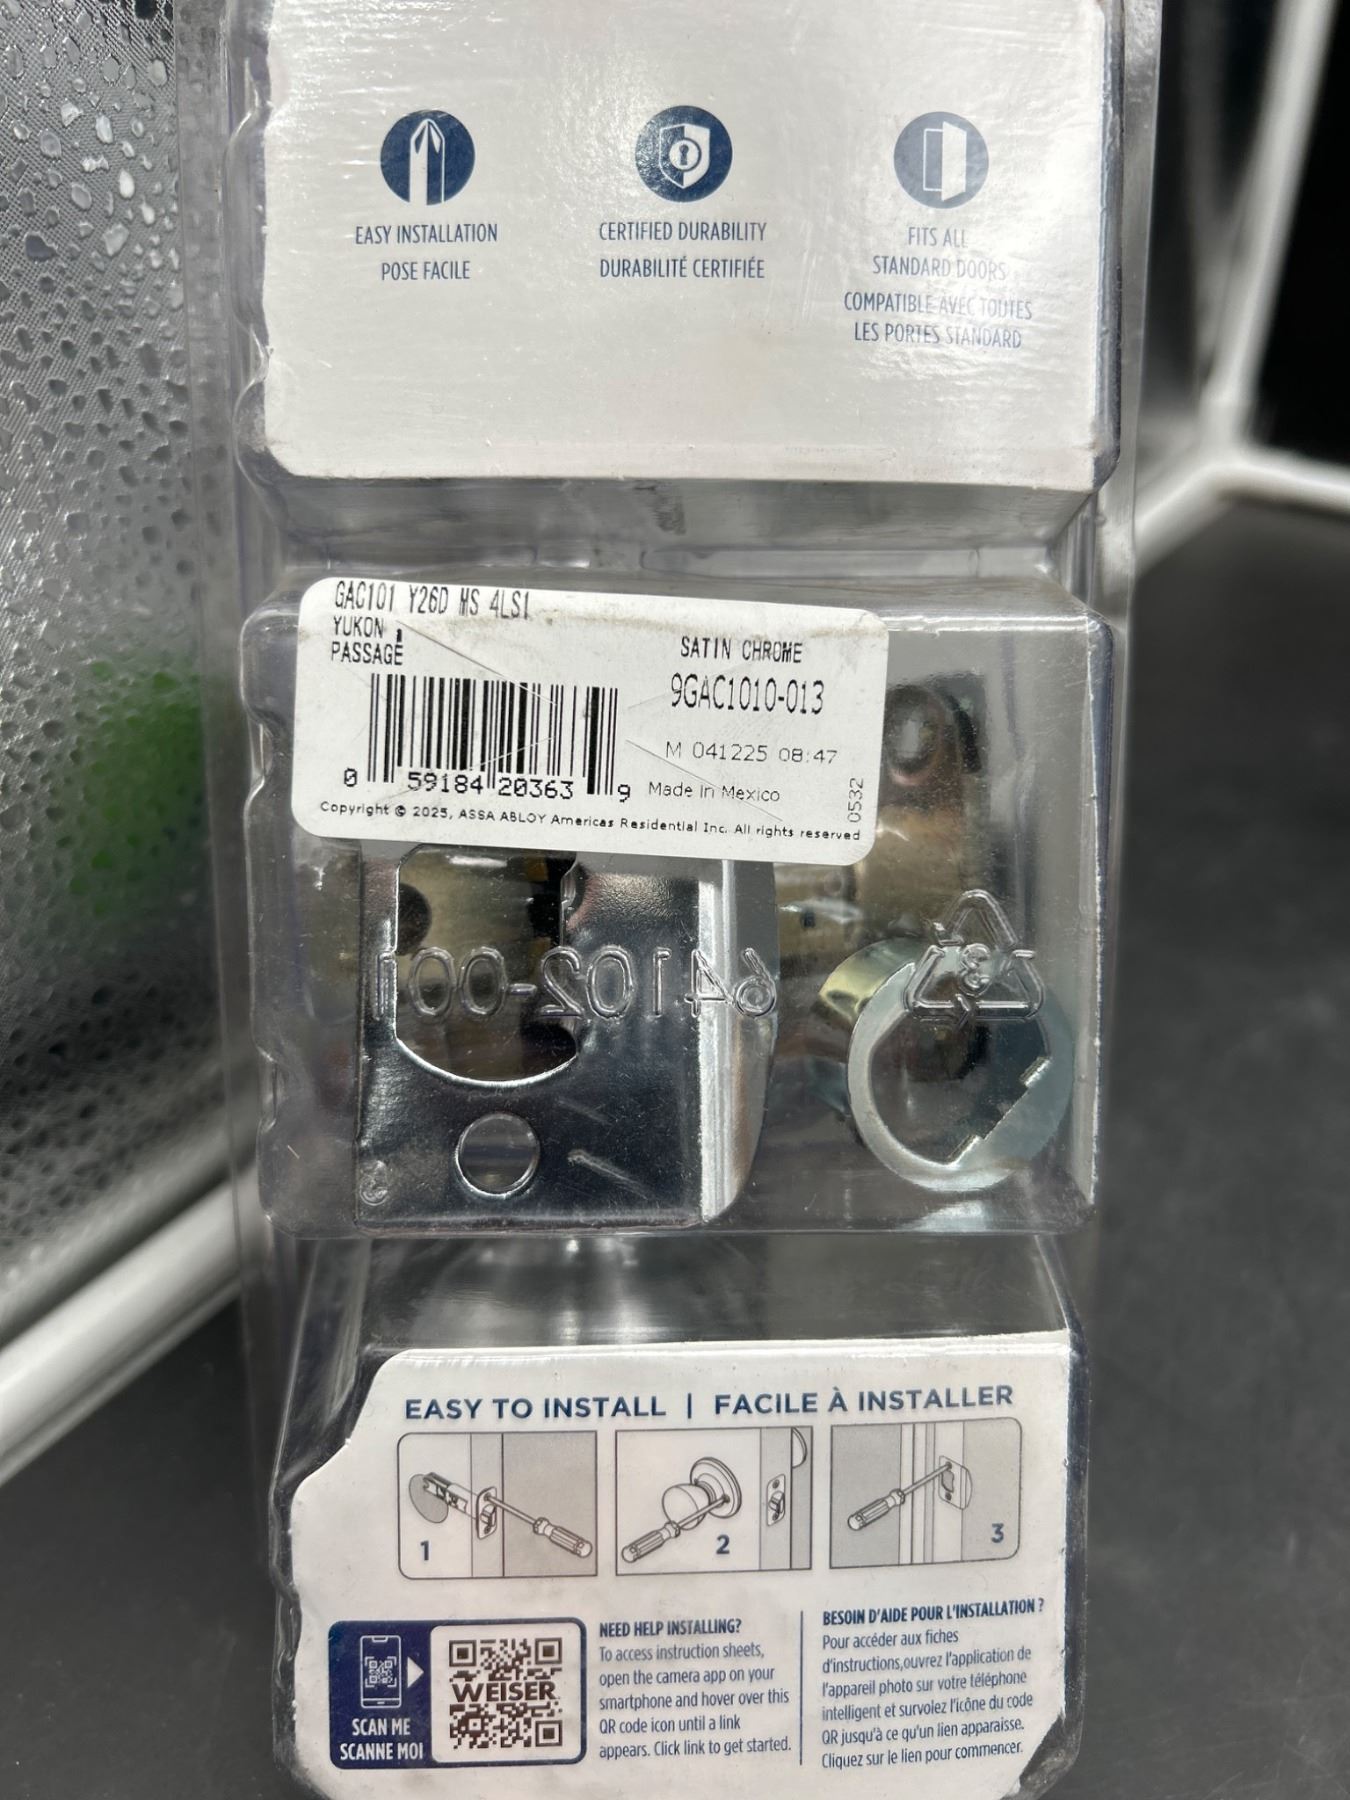 EASY INSTALLATION
POSE FACILE
CERTIFIED DURABILITY
DURABILITÉ CERTIFIÉE
FITS ALL
STANDARD DOORS
COMPATIBLE AVEC TOUTES
LES PORTES STANDARD
GAC101 Y26D MS 4LSI
YUKON
PASSAGE
SATIN CHROME
9GAC1010-013
M 041225 08:47
0 59184 20363 9
Made in Mexico
0532
Copyright © 2025, ASSA ABLOY Americas Residential Inc. All rights reserved
64102-001
3
3
EASY TO INSTALL | FACILE À INSTALLER
1
2
3
SCAN ME
SCANNE MOI
WEISER
NEED HELP INSTALLING?
To access instruction sheets,
open the camera app on your
smartphone and hover over this
QR code icon until a link
appears. Click link to get started.
BESOIN D'AIDE POUR L'INSTALLATION ?
Pour accéder aux fiches
d'instructions,ouvrez l'application de
l'appareil photo sur votre téléphone
intelligent et survolez l'icône du code
QR jusqu'à ce qu'un lien apparaisse.
Cliquez sur le lien pour commencer.